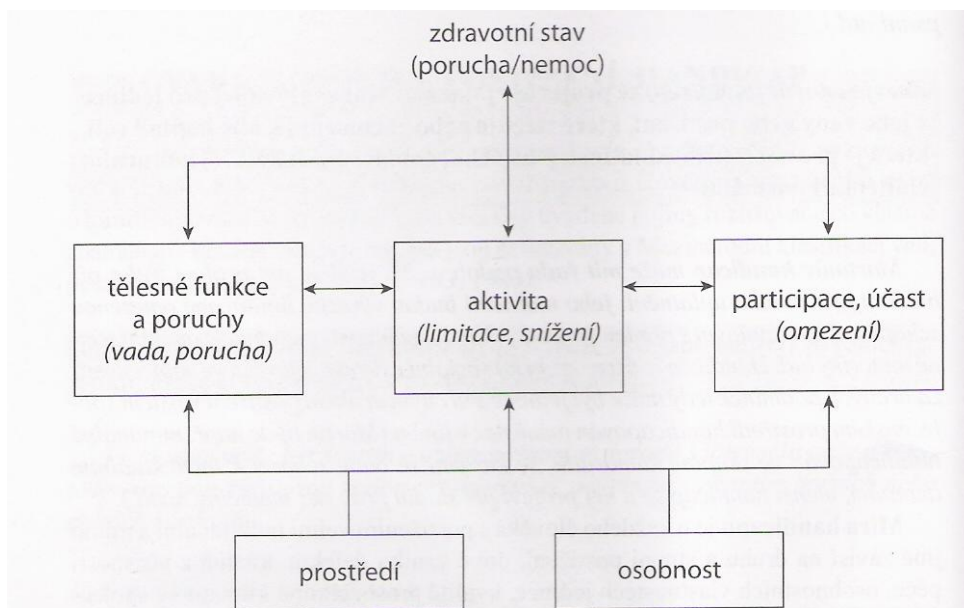 zdravotní stav
(porucha/nemoc)
tělesné funkce
a poruchy
(vada, porucha)
aktivita
(limitace, snížení)
participace, účast
(omezení)
prostředí
osobnost